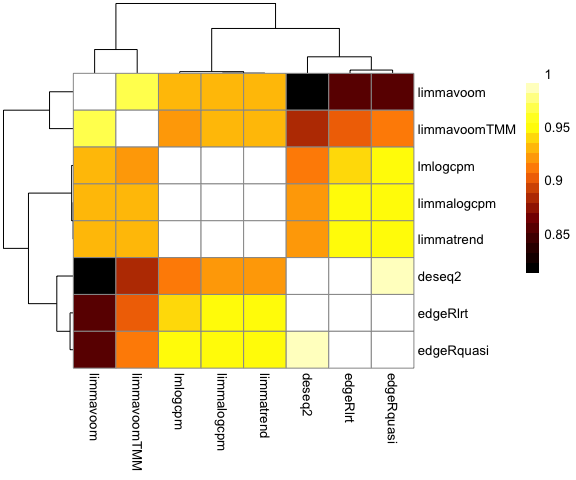 1
0.95
0.9
0.85
limmavoom
limmavoomTMM
lmlogcpm
limmalogcpm
limmatrend
deseq2
edgeRlrt
edgeRquasi
limmavoom
limmavoomTMM
lmlogcpm
limmalogcpm
limmatrend
deseq2
edgeRlrt
edgeRquasi